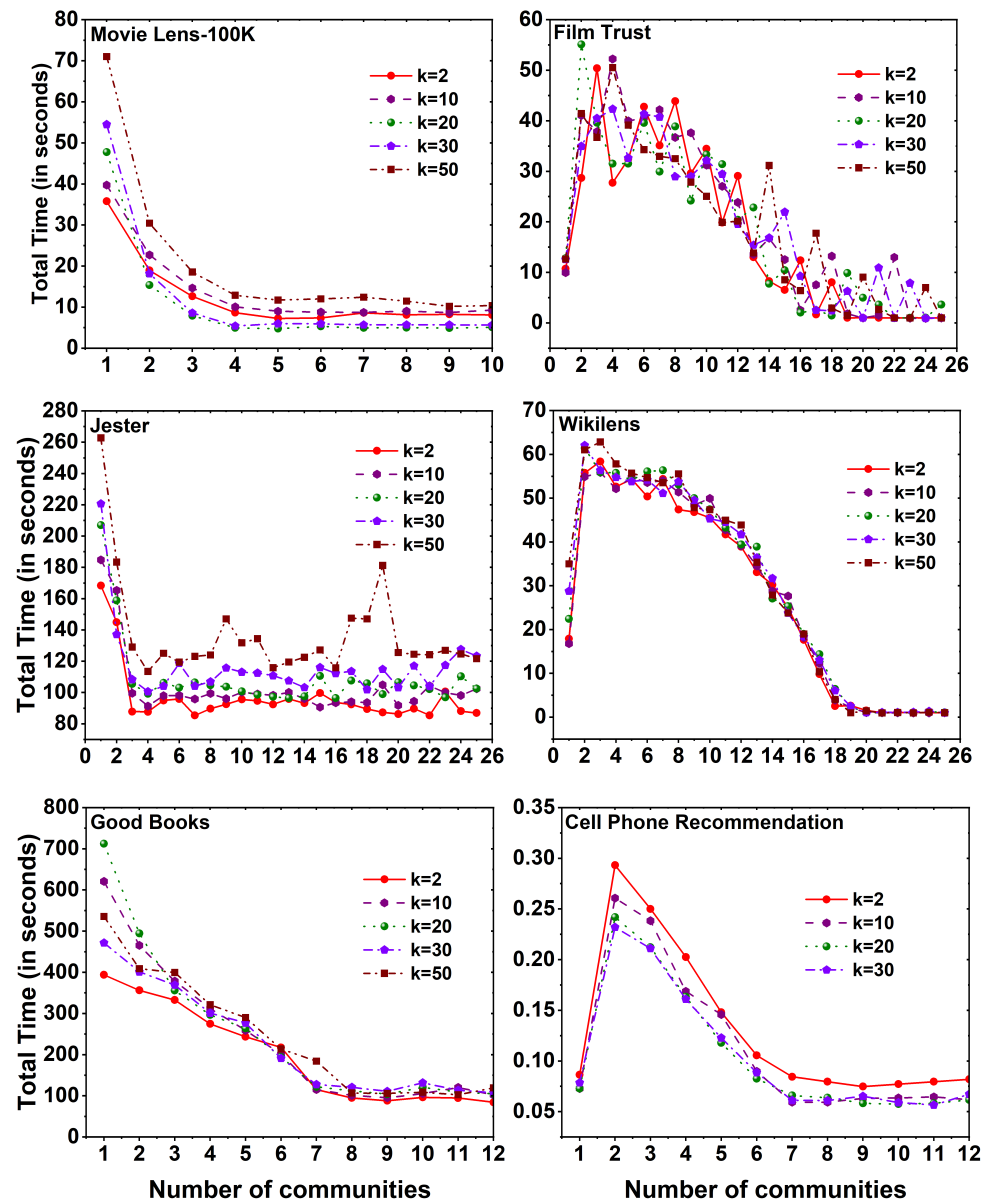 Movie Lens-100K
Total Time (in seconds)
80
70
60
50
40
30
20
10
0
1 2 3 4 5 6 7 8 9 10
k=2
k=10
k=20
k=30
k=50
Film Trust
60
50
40
30
20
10
0
0 2 4 6 8 10 12 14 16 18 20 22 24 26
k=2
k=10
k=20
k=30
k=50
Jester
Total Time (in seconds)
280
260
240
220
200
180
160
140
120
100
80
0 2 4 6 8 10 12 14 16 18 20 22 24 26
k=2
k=10
k=20
k=30
k=50
Wikilens
70
60
50
40
30
20
10
0
0 2 4 6 8 10 12 14 16 18 20 22 24 26
k=2
k=10
k=20
k=30
k=50
Good Books
Total Time (in seconds)
800
700
600
500
400
300
200
100
0
1 2 3 4 5 6 7 8 9 10 11 12
k=2
k=10
k=20
k=30
k=50
Number of communities
Cell Phone Recommendation
0.35
0.30
0.25
0.20
0.15
0.10
0.05
1 2 3 4 5 6 7 8 9 10 11 12
k=2
k=10
k=20
k=30
Number of communities